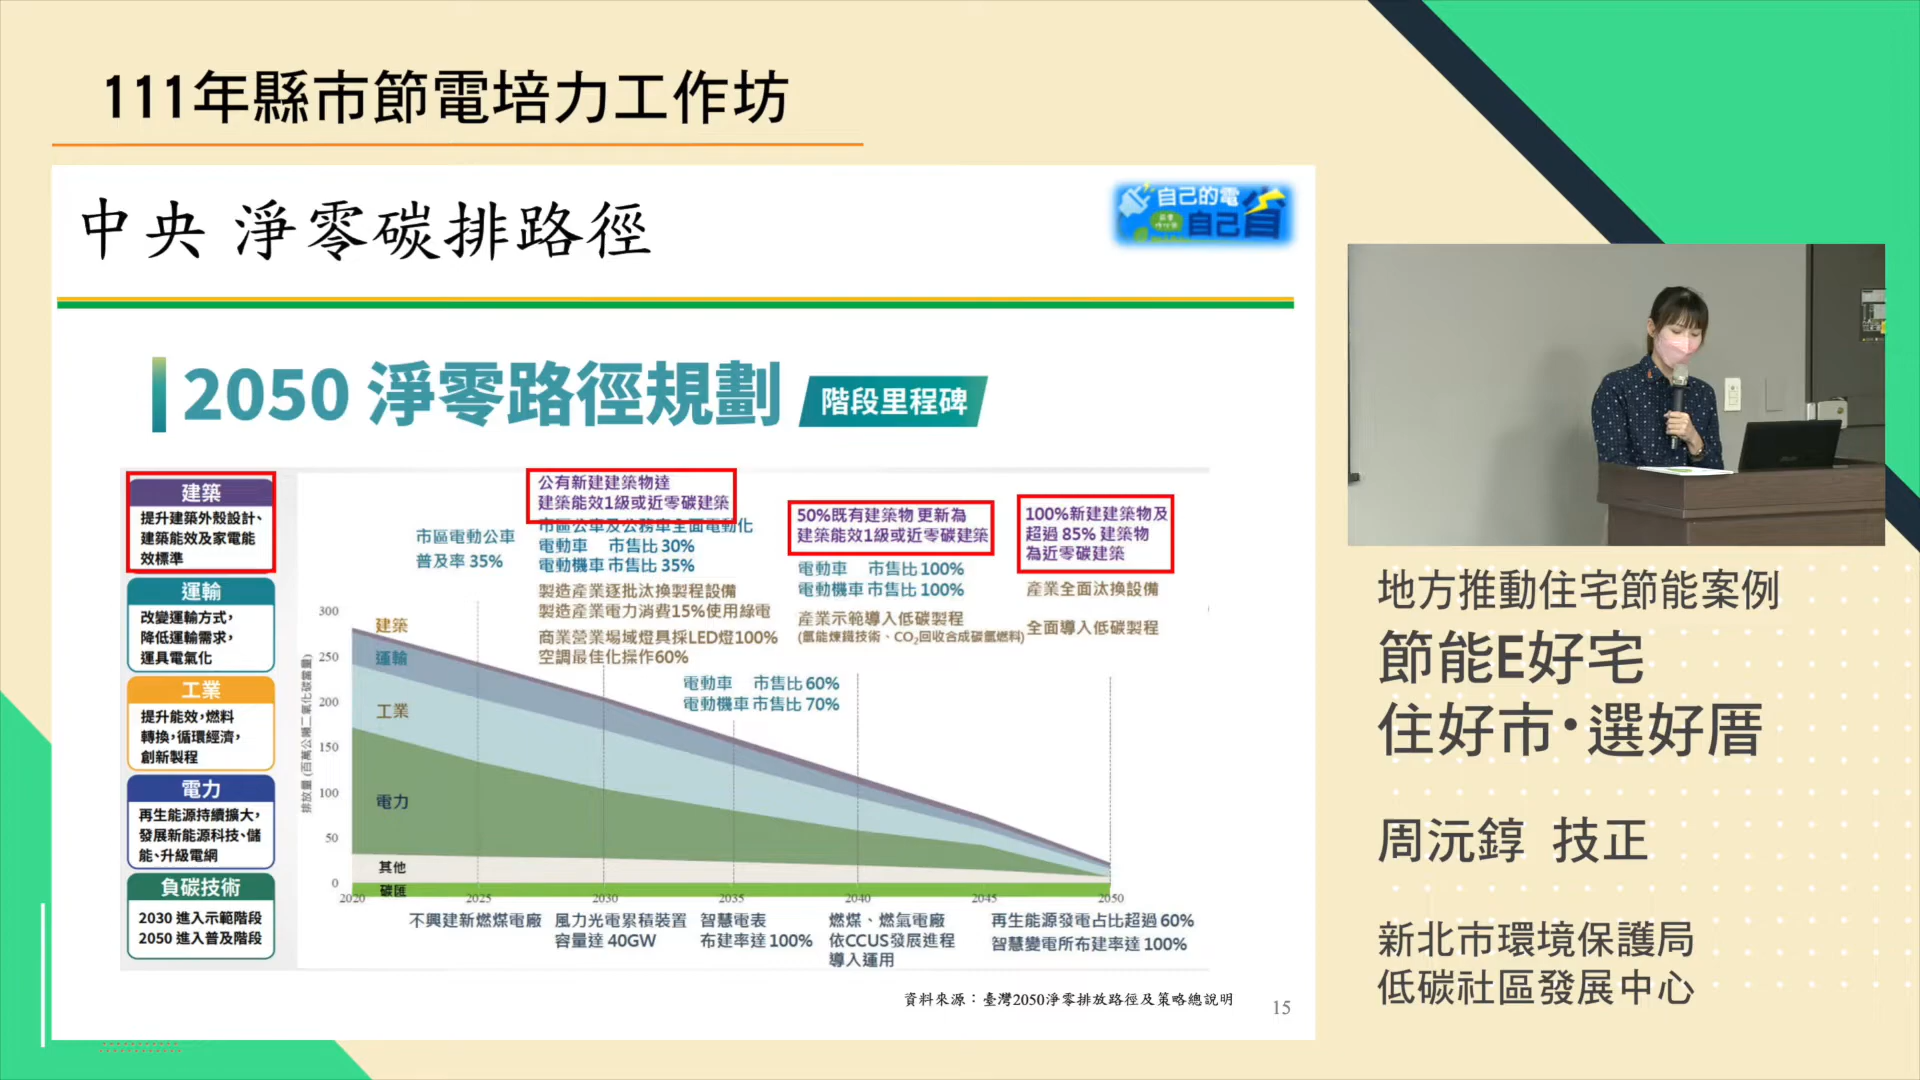 111年縣市節電培力工作坊
中央 淨零碳排路徑
自己的電
自己省
2050 淨零路徑規劃
階段里程碑
建築
提升建築外殼設計、
建築能效及家電能
效標準
運輸
改變運輸方式,
降低運輸需求,
運具電氣化
工業
提升能效,燃料
轉換,循環經濟,
創新製程
電力
再生能源持續擴大,
發展新能源科技、儲
能、升級電網
負碳技術
2030 進入示範階段
2050 進入普及階段
市區電動公車
普及率 35%
公有新建建築物達
建築能效1級或近零碳建築
市區公車及公務車全面電動化
電動車 市售比 30%
電動機車 市售比 35%
製造產業逐批汰換製程設備
製造產業電力消費15%使用綠電
商業營業場域燈具採LED燈100%
空調最佳化操作60%
電動車 市售比 60%
電動機車 市售比 70%
50%既有建築物 更新為
建築能效1級或近零碳建築
電動車 市售比 100%
電動機車 市售比 100%
產業示範導入低碳製程
(氫能煉鐵技術、CO2回收合成碳氫燃料)
100%新建建築物及
超過 85% 建築物
為近零碳建築
產業全面汰換設備
全面導入低碳製程
排放量 (百萬公噸二氧化碳當量)
300
250
200
150
100
50
0
建築
運輸
工業
電力
其他
碳匯
2020
2025
2030
2035
2040
2045
2050
不興建新燃煤電廠
風力光電累積裝置
容量達 40GW
智慧電表
布建率達 100%
燃煤、燃氣電廠
依CCUS發展進程
導入運用
再生能源發電占比超過 60%
智慧變電所布建率達 100%
資料來源：臺灣2050淨零排放路徑及策略總說明
15
地方推動住宅節能案例
節能E好宅
住好市・選好厝
周沅錞 技正
新北市環境保護局
低碳社區發展中心